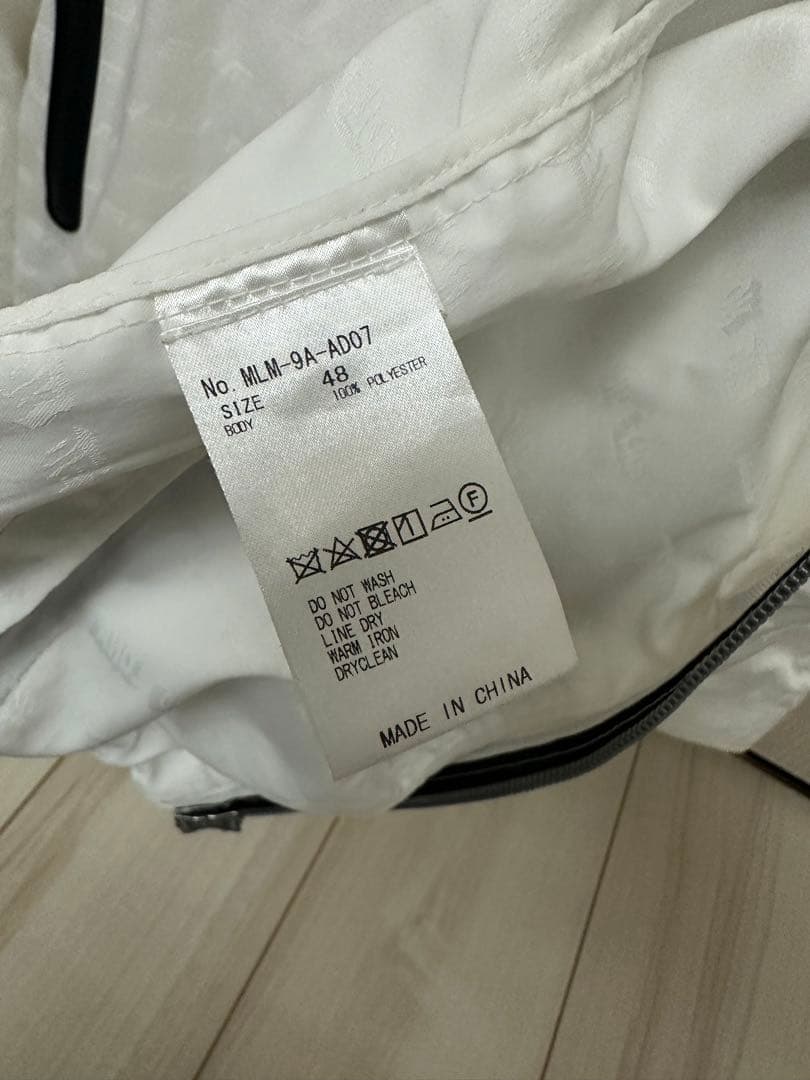 No. MLM-9A-AD07
SIZE 48
BODY 100% POLYESTER
F
DO NOT WASH
DO NOT BLEACH
LINE DRY
WARM IRON
DRYCLEAN
MADE IN CHINA